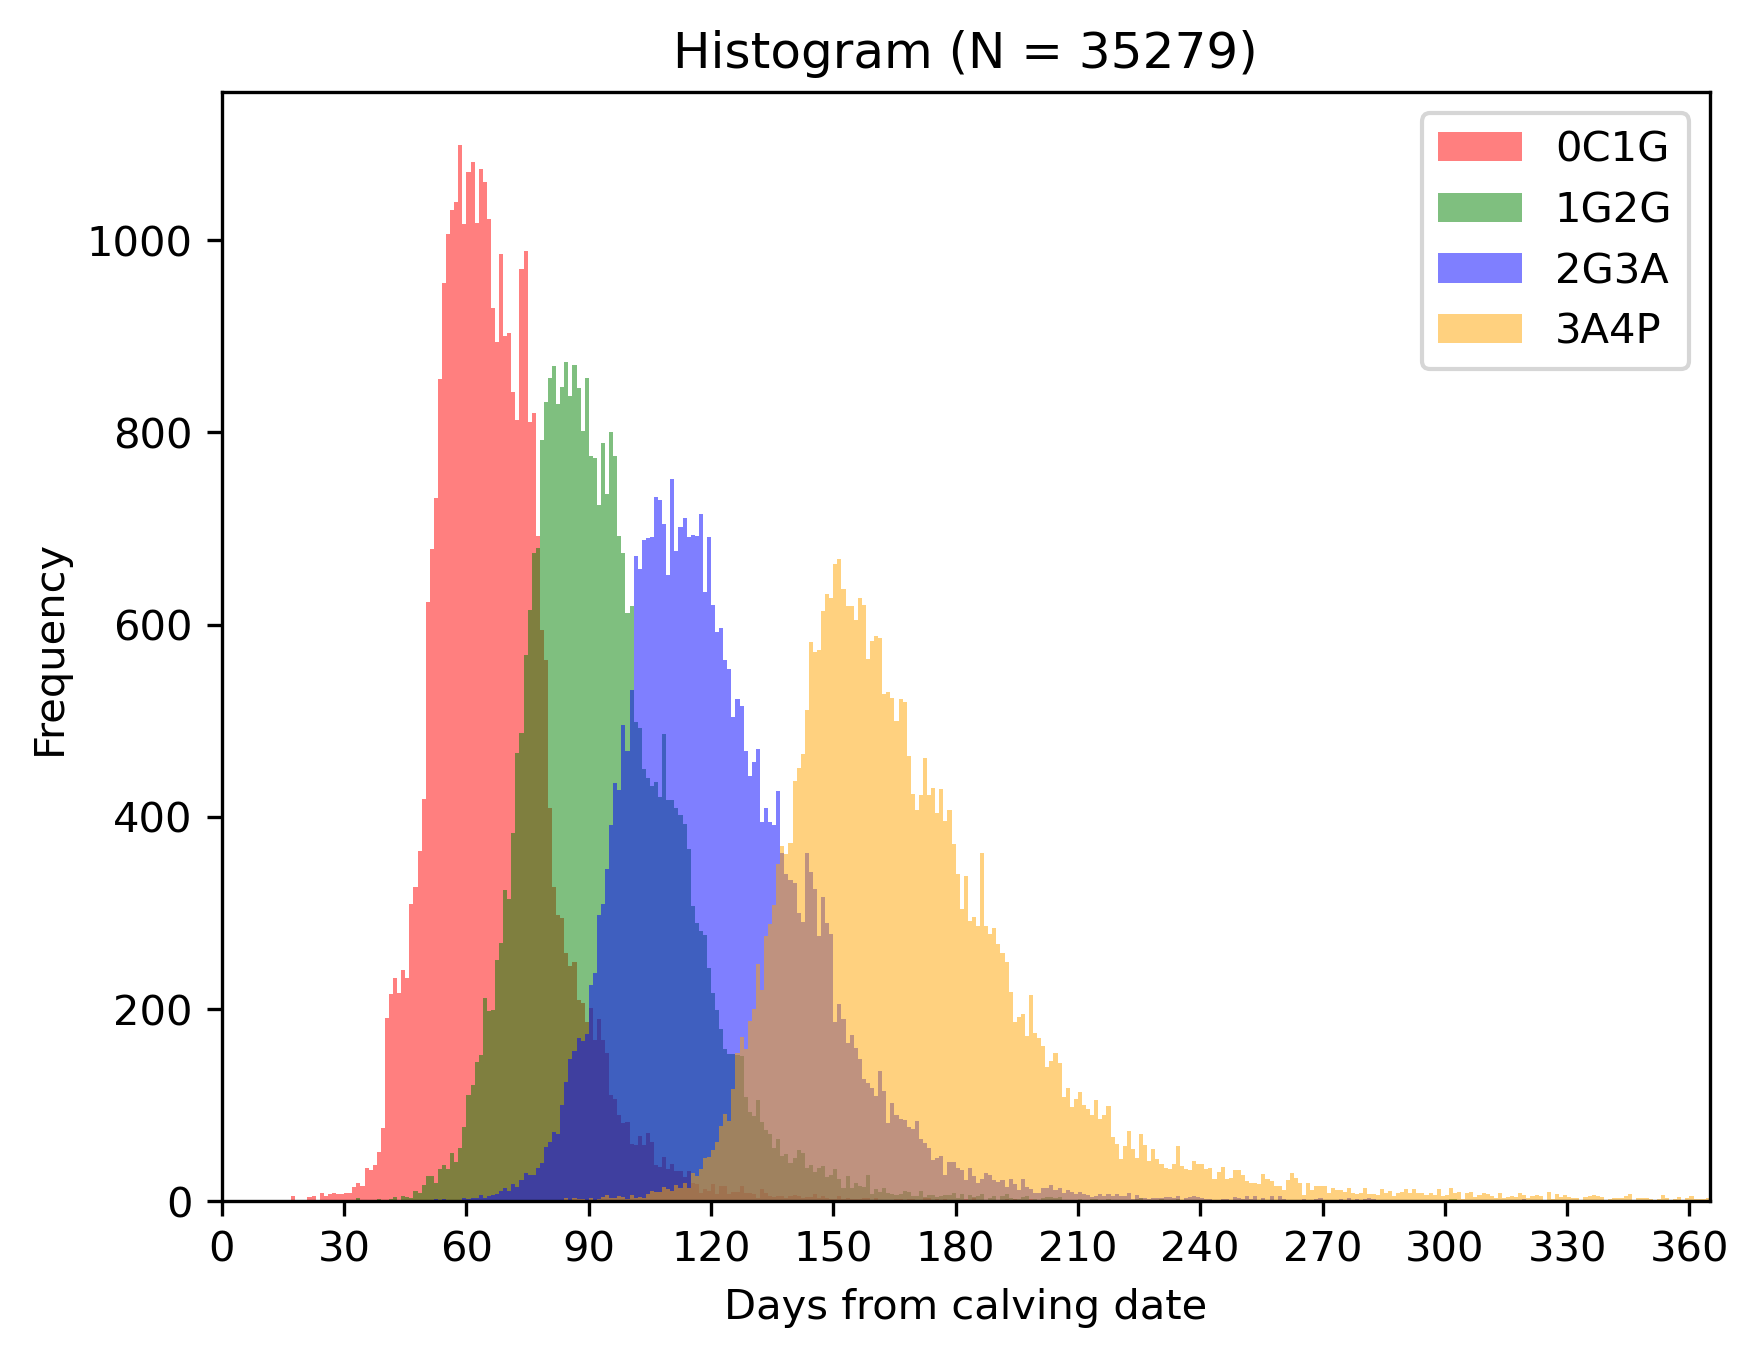 Histogram (N = 35279)
0C1G
1G2G
2G3A
3A4P
Frequency
1000
800
600
400
200
0
0 30 60 90 120 150 180 210 240 270 300 330 360
Days from calving date